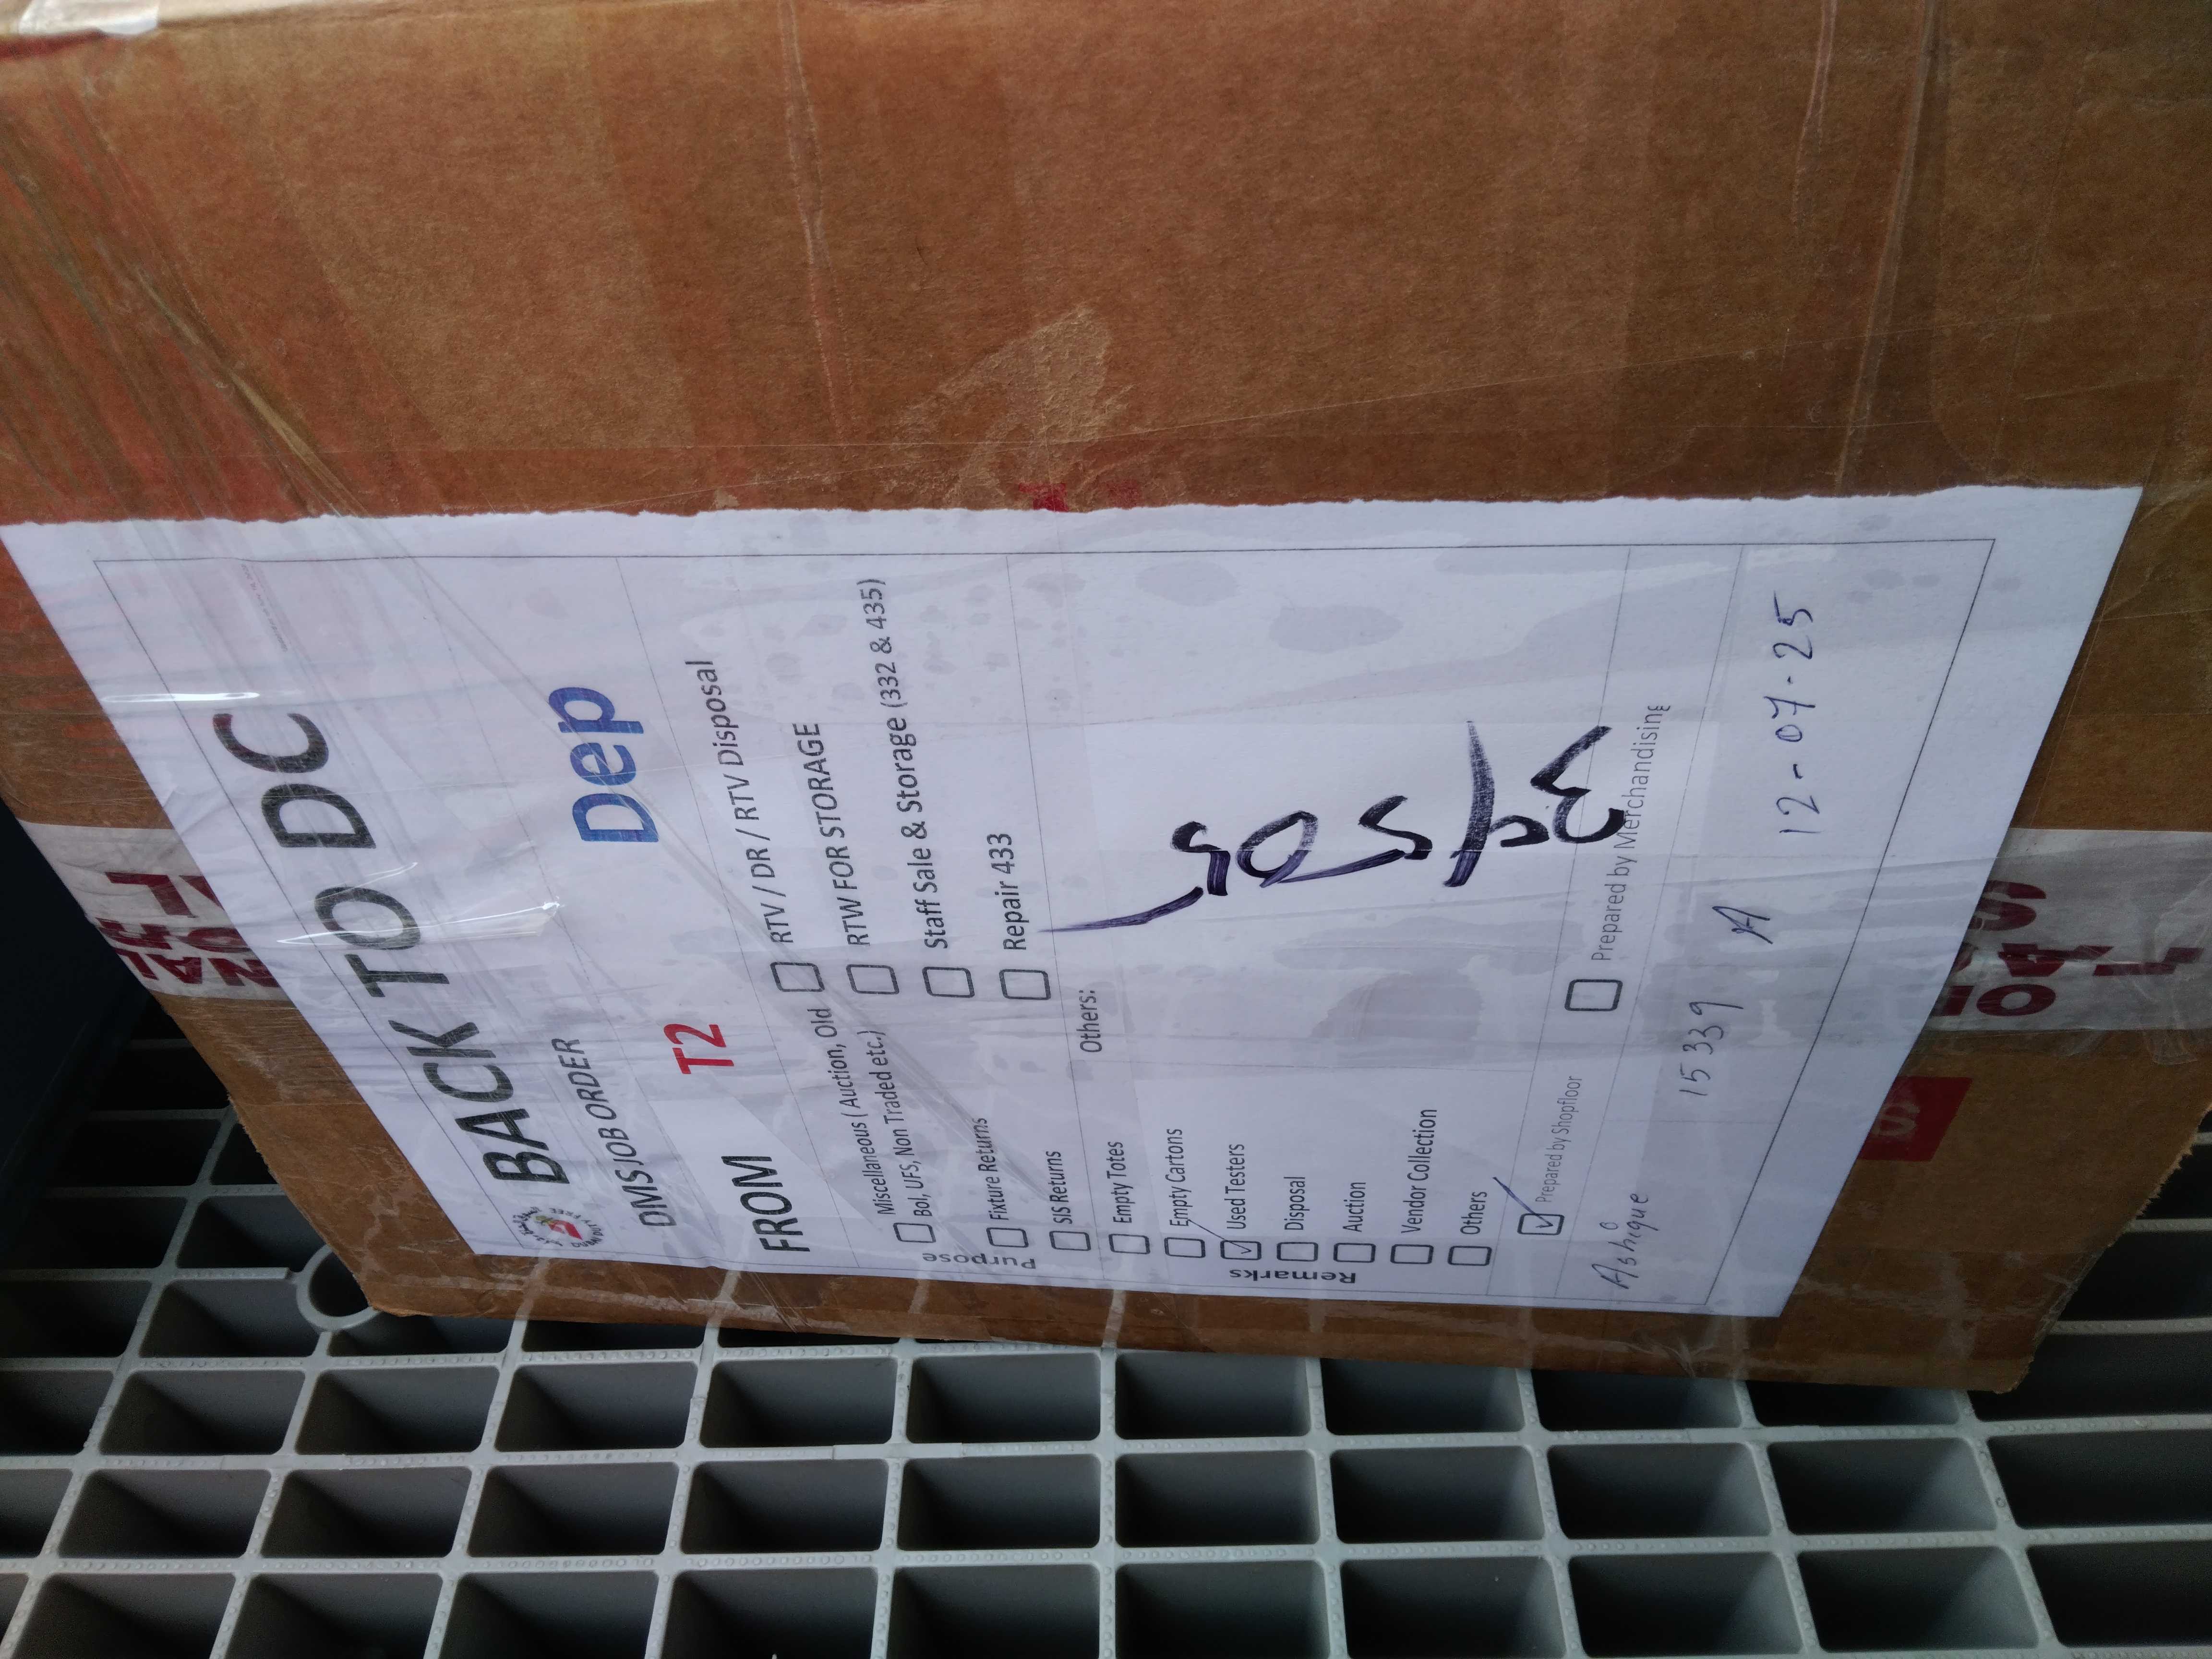 BACK TO DC
DMS JOB ORDER
FROM T2 Dep
Purpose
Miscellaneous (Auction, Old
Bol, UFS, Non Traded etc,)
Fixture Returns
SIS Returns
RTV / DR / RTV Disposal
RTW FOR STORAGE
Staff Sale & Storage (332 & 435)
Repair 433
Remarks
Empty Totes
Empty Cartons
Used Testers
Disposal
Auction
Vendor Collection
Others
Others:
Prepared by Shopfloor
Prepared by Merchandising
Ashique
15339
A
12-07-25